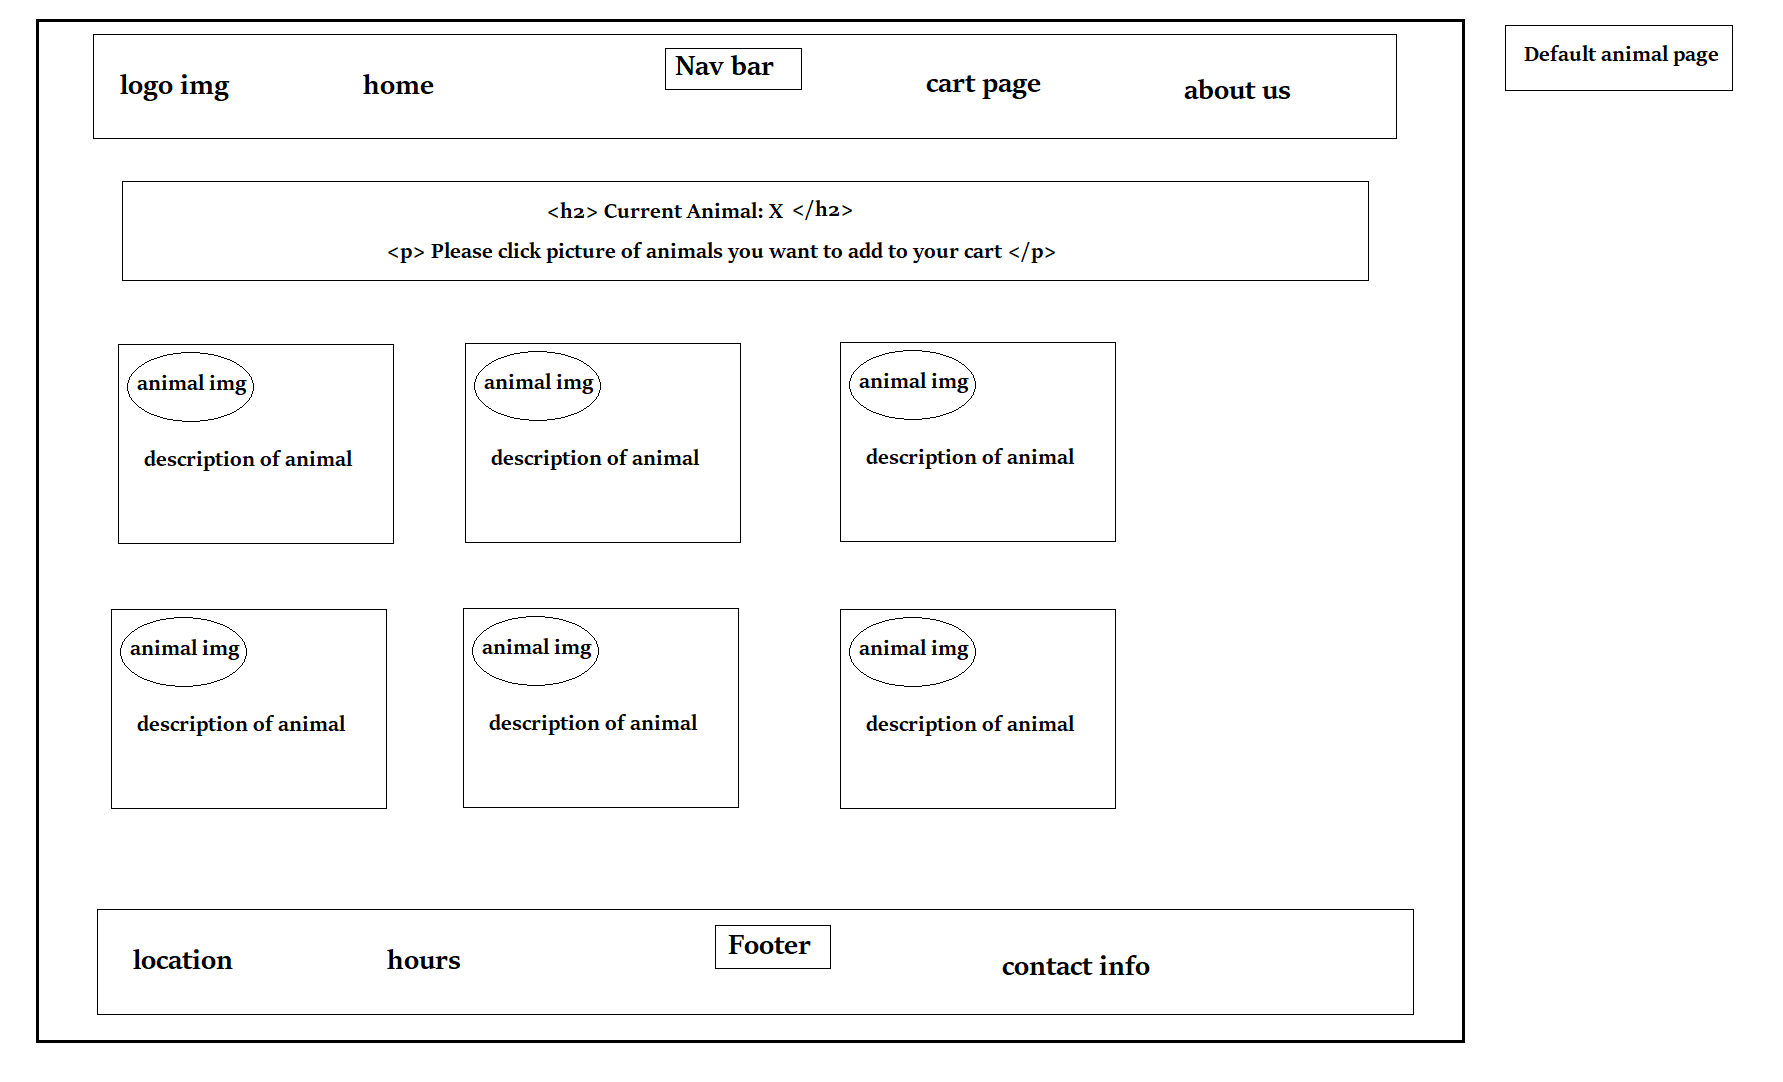 Default animal page
logo img home Nav bar cart page about us
<h2> Current Animal: X </h2>
<p> Please click picture of animals you want to add to your cart </p>
animal img animal img animal img
description of animal description of animal description of animal
animal img animal img animal img
description of animal description of animal description of animal
location hours Footer contact info